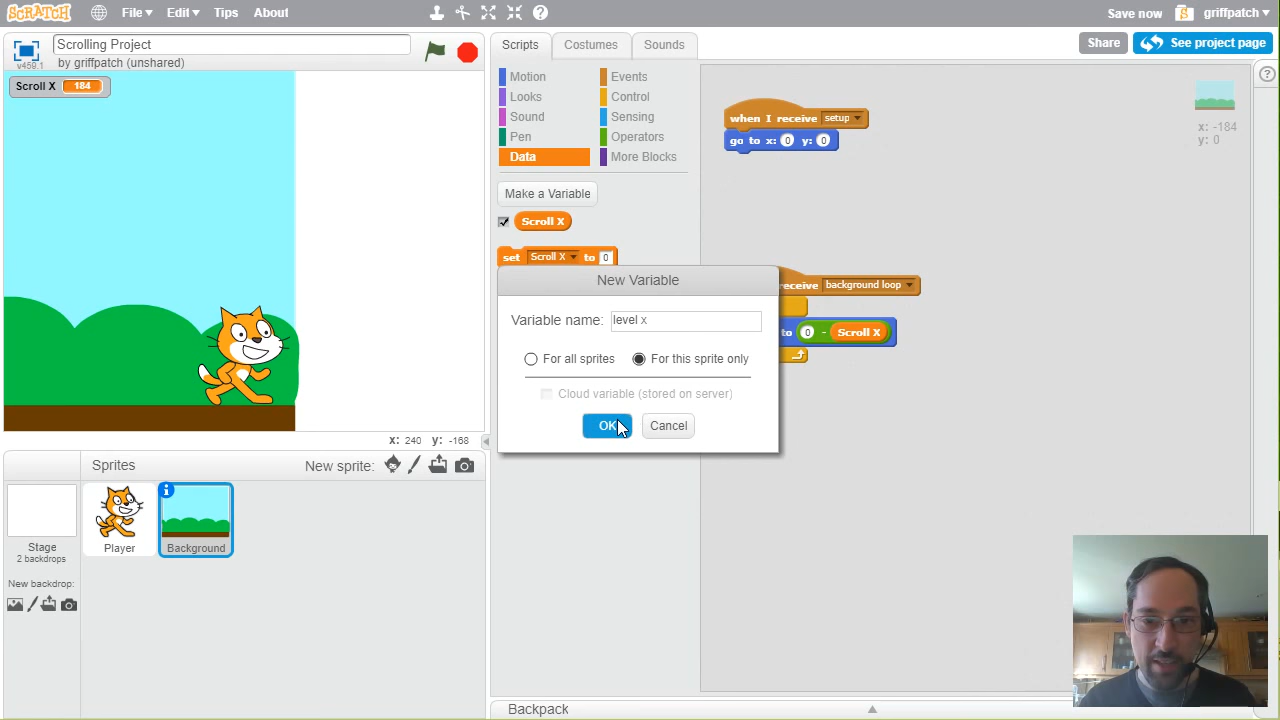 SCRATCH File Edit Tips About Save now griffpatch
Scrolling Project
by griffpatch (unshared)
v459.1
Scripts Costumes Sounds
Share See project page
Scroll X 184
Motion Events
Looks Control
Sound Sensing
Pen Operators
Data More Blocks
Make a Variable
Scroll X
set Scroll X to 0
when I receive setup
go to x: 0 y: 0
x: -184
y: 0
New Variable
Variable name: level x
For all sprites For this sprite only
Cloud variable (stored on server)
OK Cancel
receive background loop
to 0 - Scroll X
x: 240 y: -168
Sprites New sprite:
Stage
2 backdrops
New backdrop:
Player
Background
Backpack